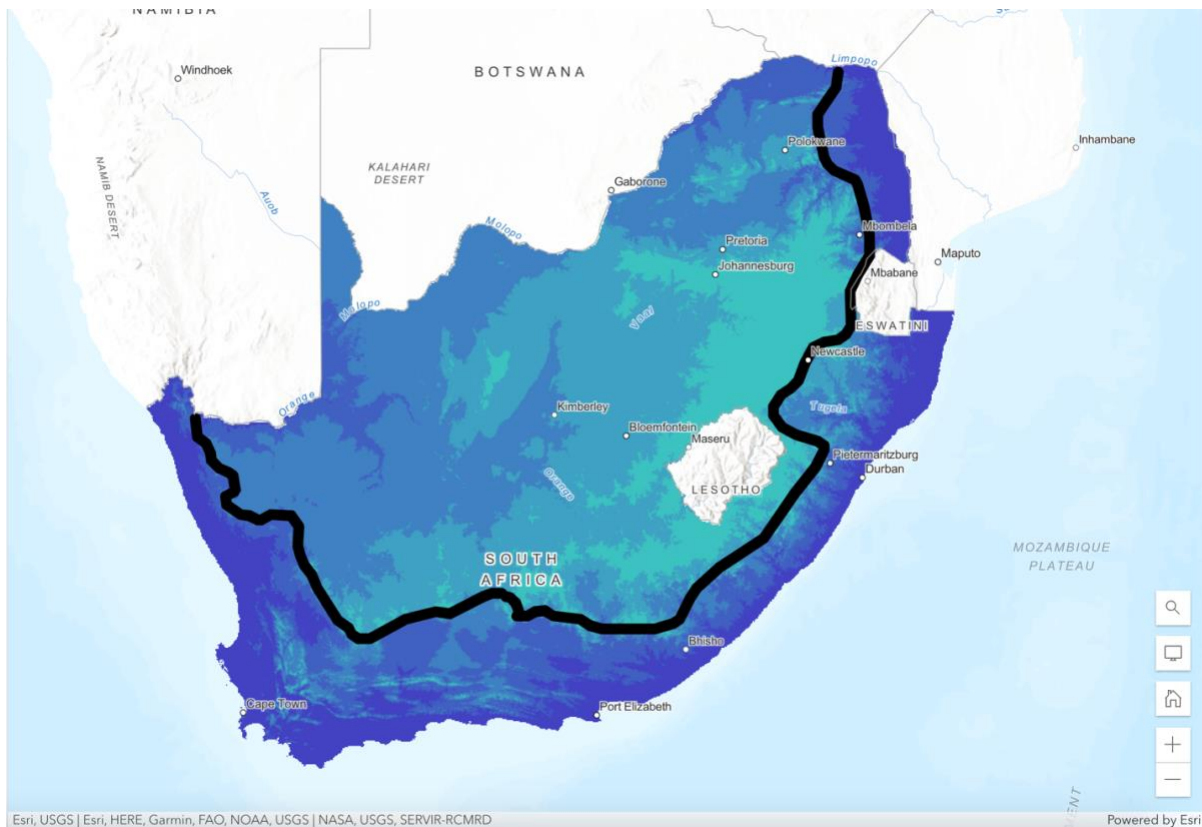 NAMIBIA
Windhoek
BOTSWANA
Limpopo
Inhambane
Polokwane
KALAHARI
DESERT
NAMIB DESERT
Gaborone
Auob
Molopo
Mbombela
Pretoria
Maputo
Johannesburg
Mbabane
Molopo
Vaal
ESWATINI
Newcastle
Orange
Kimberley
Tugela
Bloemfontein
Maseru
Pietermaritzburg
Durban
Orange
LESOTHO
SOUTH
AFRICA
MOZAMBIQUE
PLATEAU
Bhisho
Cape Town
Port Elizabeth
Esri, USGS | Esri, HERE, Garmin, FAO, NOAA, USGS | NASA, USGS, SERVIR-RCMRD
Powered by Esri